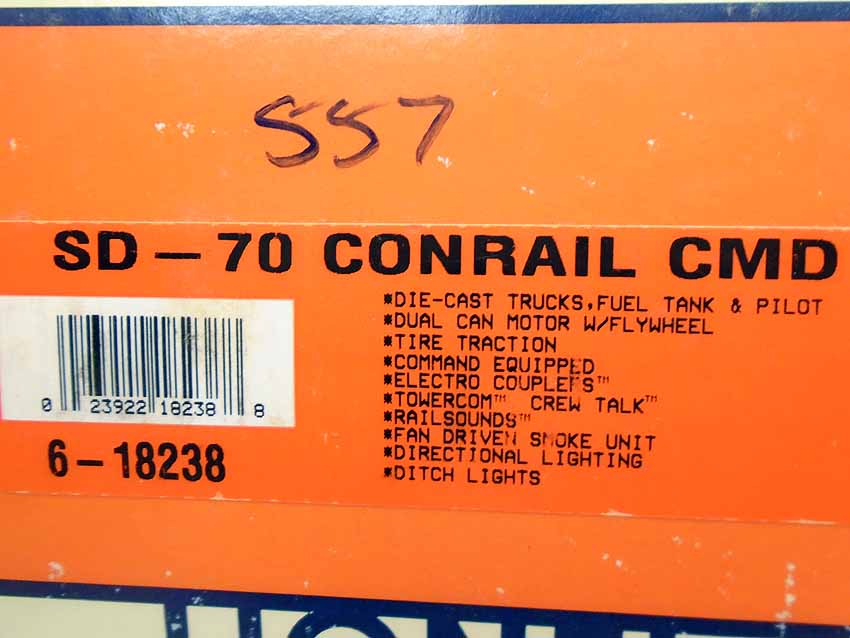 557
SD - 70 CONRAIL CMD
*DIE-CAST TRUCKS,FUEL TANK & PILOT
*DUAL CAN MOTOR W/FLYWHEEL
*TIRE TRACTION
*COMMAND EQUIPPED
*ELECTRO COUPLERS™
*TOWERCOM™ CREW TALK™
*RAILSOUNDS™
*FAN DRIVEN SMOKE UNIT
*DIRECTIONAL LIGHTING
*DITCH LIGHTS
0 23922 18238 8
6-18238